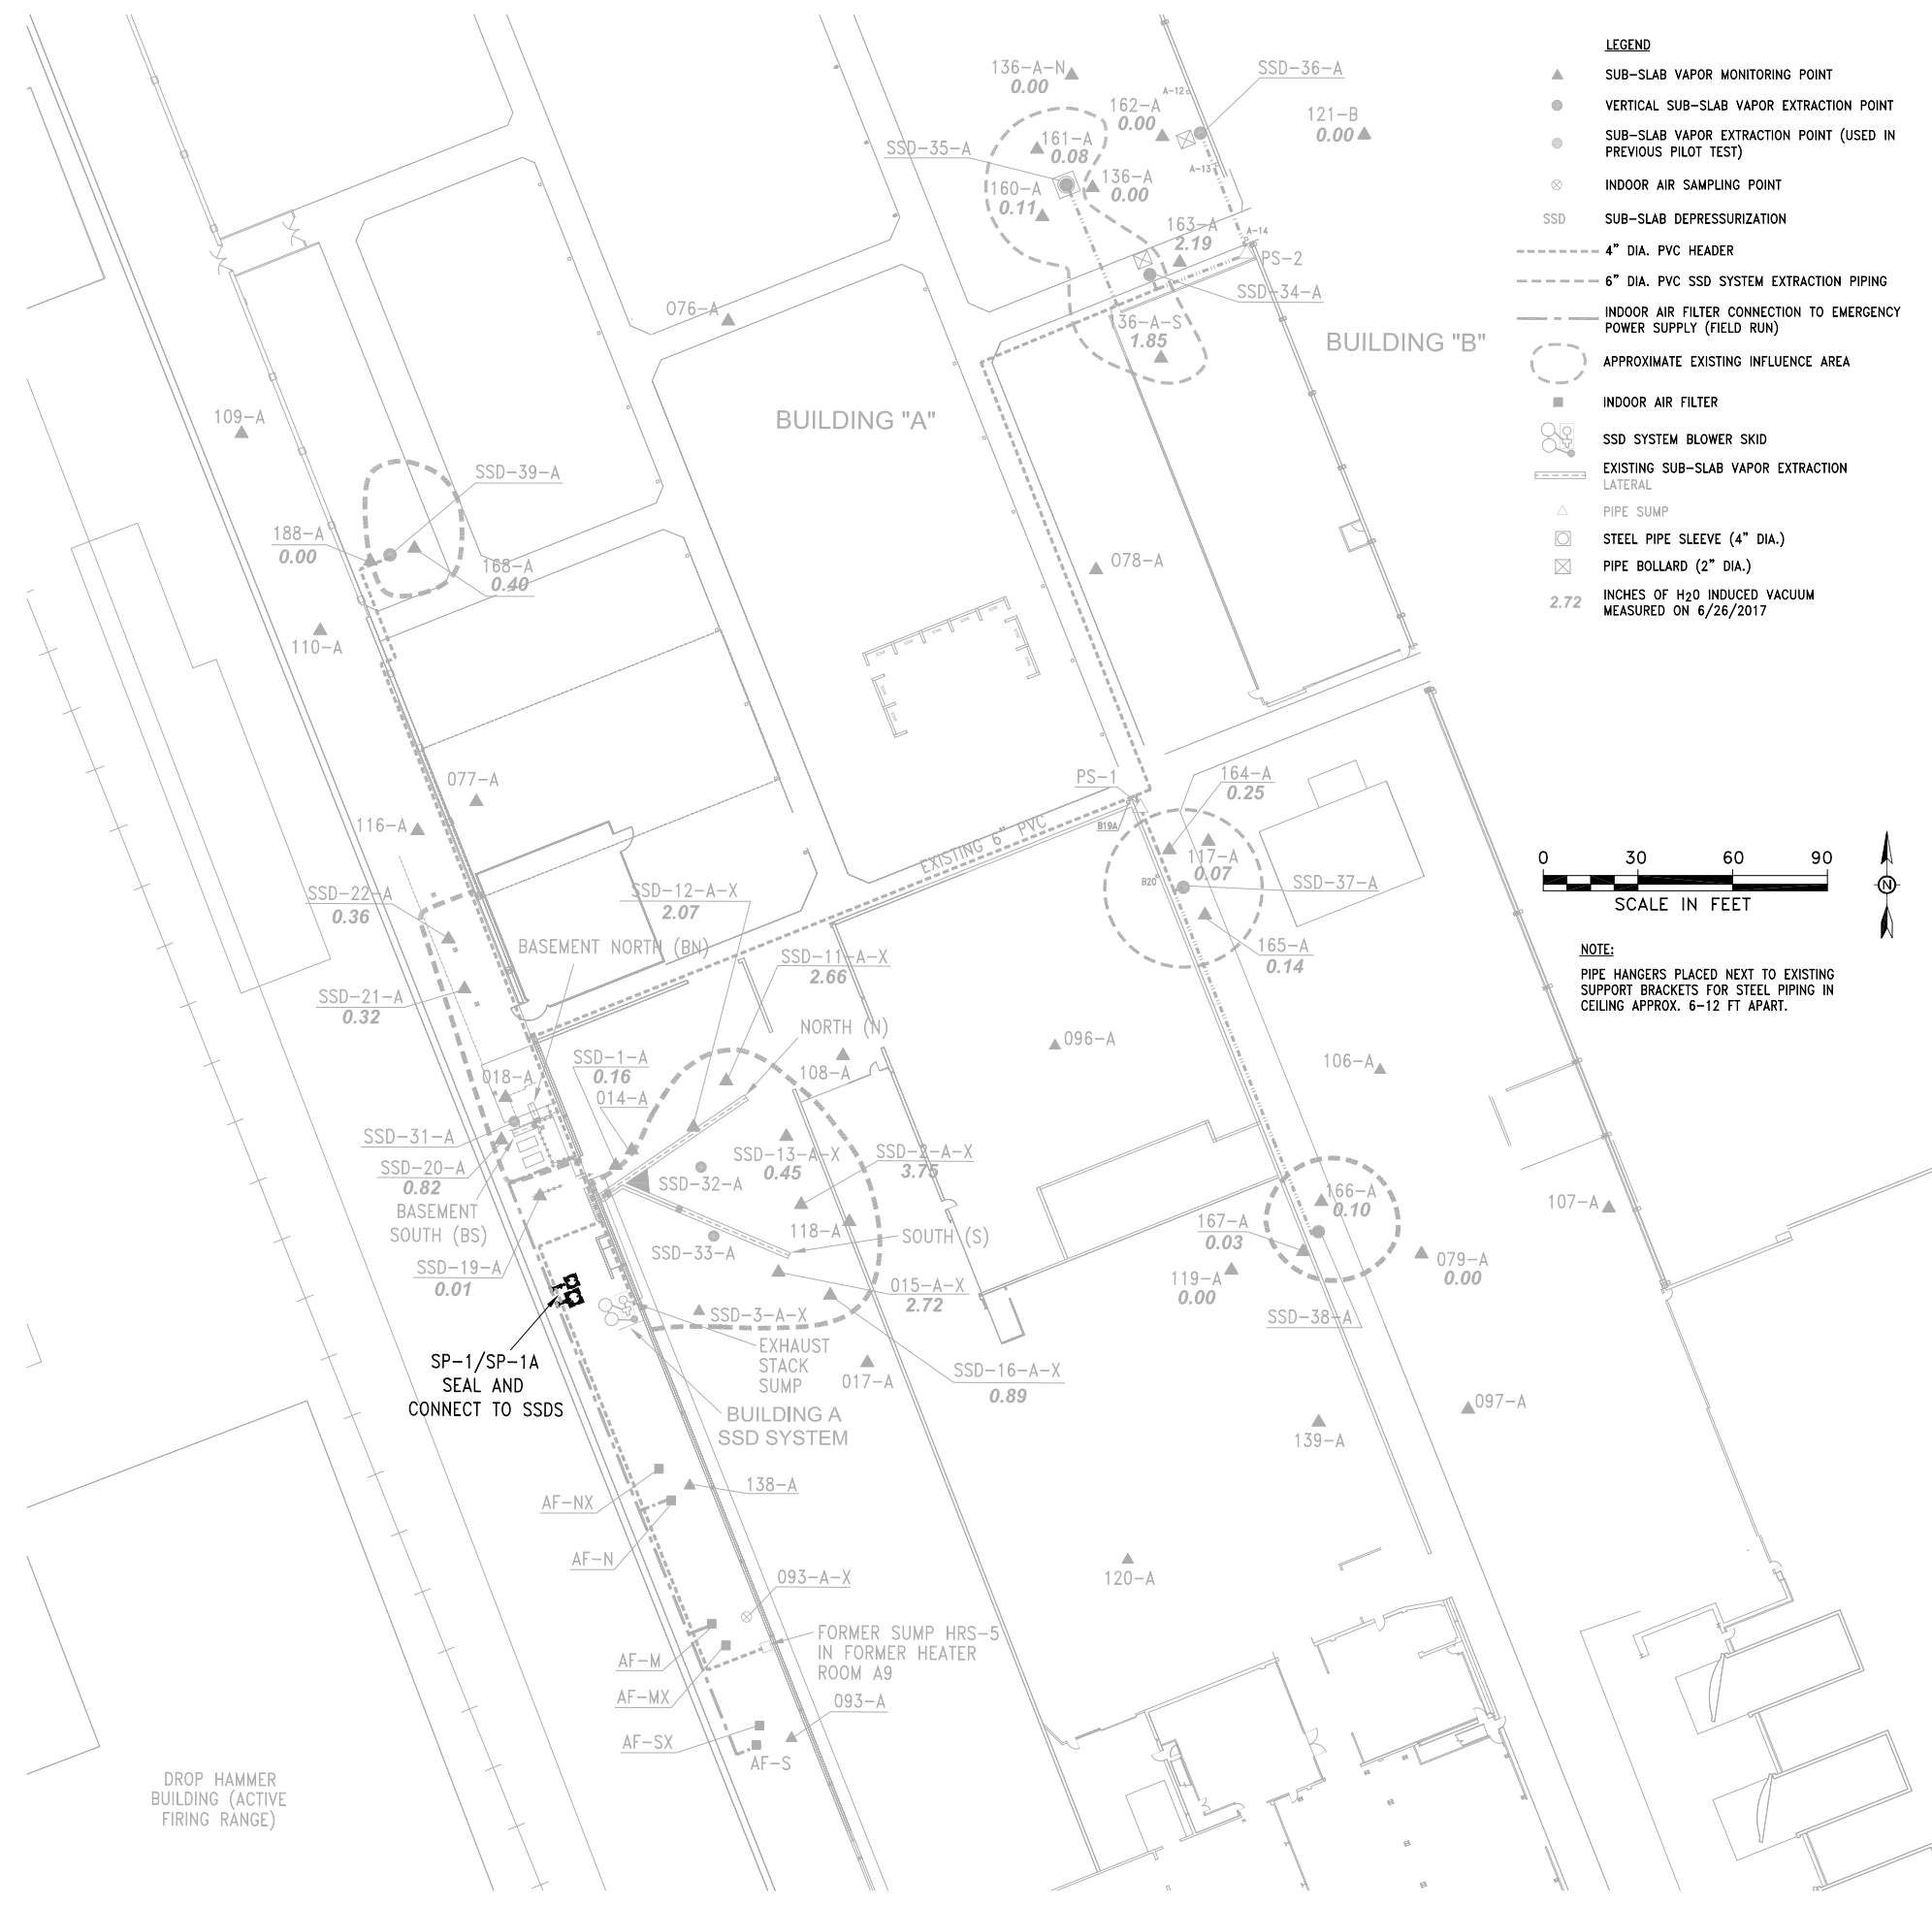 LEGEND
SUB-SLAB VAPOR MONITORING POINT
VERTICAL SUB-SLAB VAPOR EXTRACTION POINT
SUB-SLAB VAPOR EXTRACTION POINT (USED IN
PREVIOUS PILOT TEST)
INDOOR AIR SAMPLING POINT
SSD SUB-SLAB DEPRESSURIZATION
4" DIA. PVC HEADER
6" DIA. PVC SSD SYSTEM EXTRACTION PIPING
INDOOR AIR FILTER CONNECTION TO EMERGENCY
POWER SUPPLY (FIELD RUN)
APPROXIMATE EXISTING INFLUENCE AREA
INDOOR AIR FILTER
SSD SYSTEM BLOWER SKID
EXISTING SUB-SLAB VAPOR EXTRACTION
LATERAL
PIPE SUMP
STEEL PIPE SLEEVE (4" DIA.)
PIPE BOLLARD (2" DIA.)
2.72 INCHES OF H20 INDUCED VACUUM
MEASURED ON 6/26/2017
0 30 60 90
SCALE IN FEET
N
NOTE:
PIPE HANGERS PLACED NEXT TO EXISTING
SUPPORT BRACKETS FOR STEEL PIPING IN
CEILING APPROX. 6-12 FT APART.
136-A-N
0.00
SSD-36-A
A-12
162-A
0.00
121-B
0.00
SSD-35-A
161-A
0.08
A-13
136-A
0.00
160-A
0.11
163-A
2.19
A-14
PS-2
SSD-34-A
136-A-S
1.85
076-A
BUILDING "A"
BUILDING "B"
109-A
SSD-39-A
188-A
0.00
168-A
0.40
078-A
110-A
077-A
116-A
PS-1
164-A
0.25
B19A
EXISTING 6" PVC
117-A
0.07
B20
SSD-37-A
165-A
0.14
SSD-22-A
0.36
SSD-12-A-X
2.07
BASEMENT NORTH (BN)
SSD-11-A-X
2.66
SSD-21-A
0.32
NORTH (N)
SSD-1-A
0.16
014-A
108-A
096-A
106-A
018-A
SSD-31-A
SSD-20-A
0.82
BASEMENT
SOUTH (BS)
SSD-13-A-X
0.45
SSD-2-A-X
3.75
SSD-32-A
118-A
SOUTH (S)
SSD-33-A
SSD-19-A
0.01
015-A-X
2.72
SSD-3-A-X
166-A
0.10
167-A
0.03
107-A
079-A
0.00
119-A
0.00
SSD-38-A
SP-1/SP-1A
SEAL AND
CONNECT TO SSDS
EXHAUST
STACK
SUMP
017-A
SSD-16-A-X
0.89
BUILDING A
SSD SYSTEM
097-A
139-A
138-A
AF-NX
AF-N
120-A
093-A-X
FORMER SUMP HRS-5
IN FORMER HEATER
ROOM A9
AF-M
AF-MX
093-A
AF-SX
AF-S
DROP HAMMER
BUILDING (ACTIVE
FIRING RANGE)